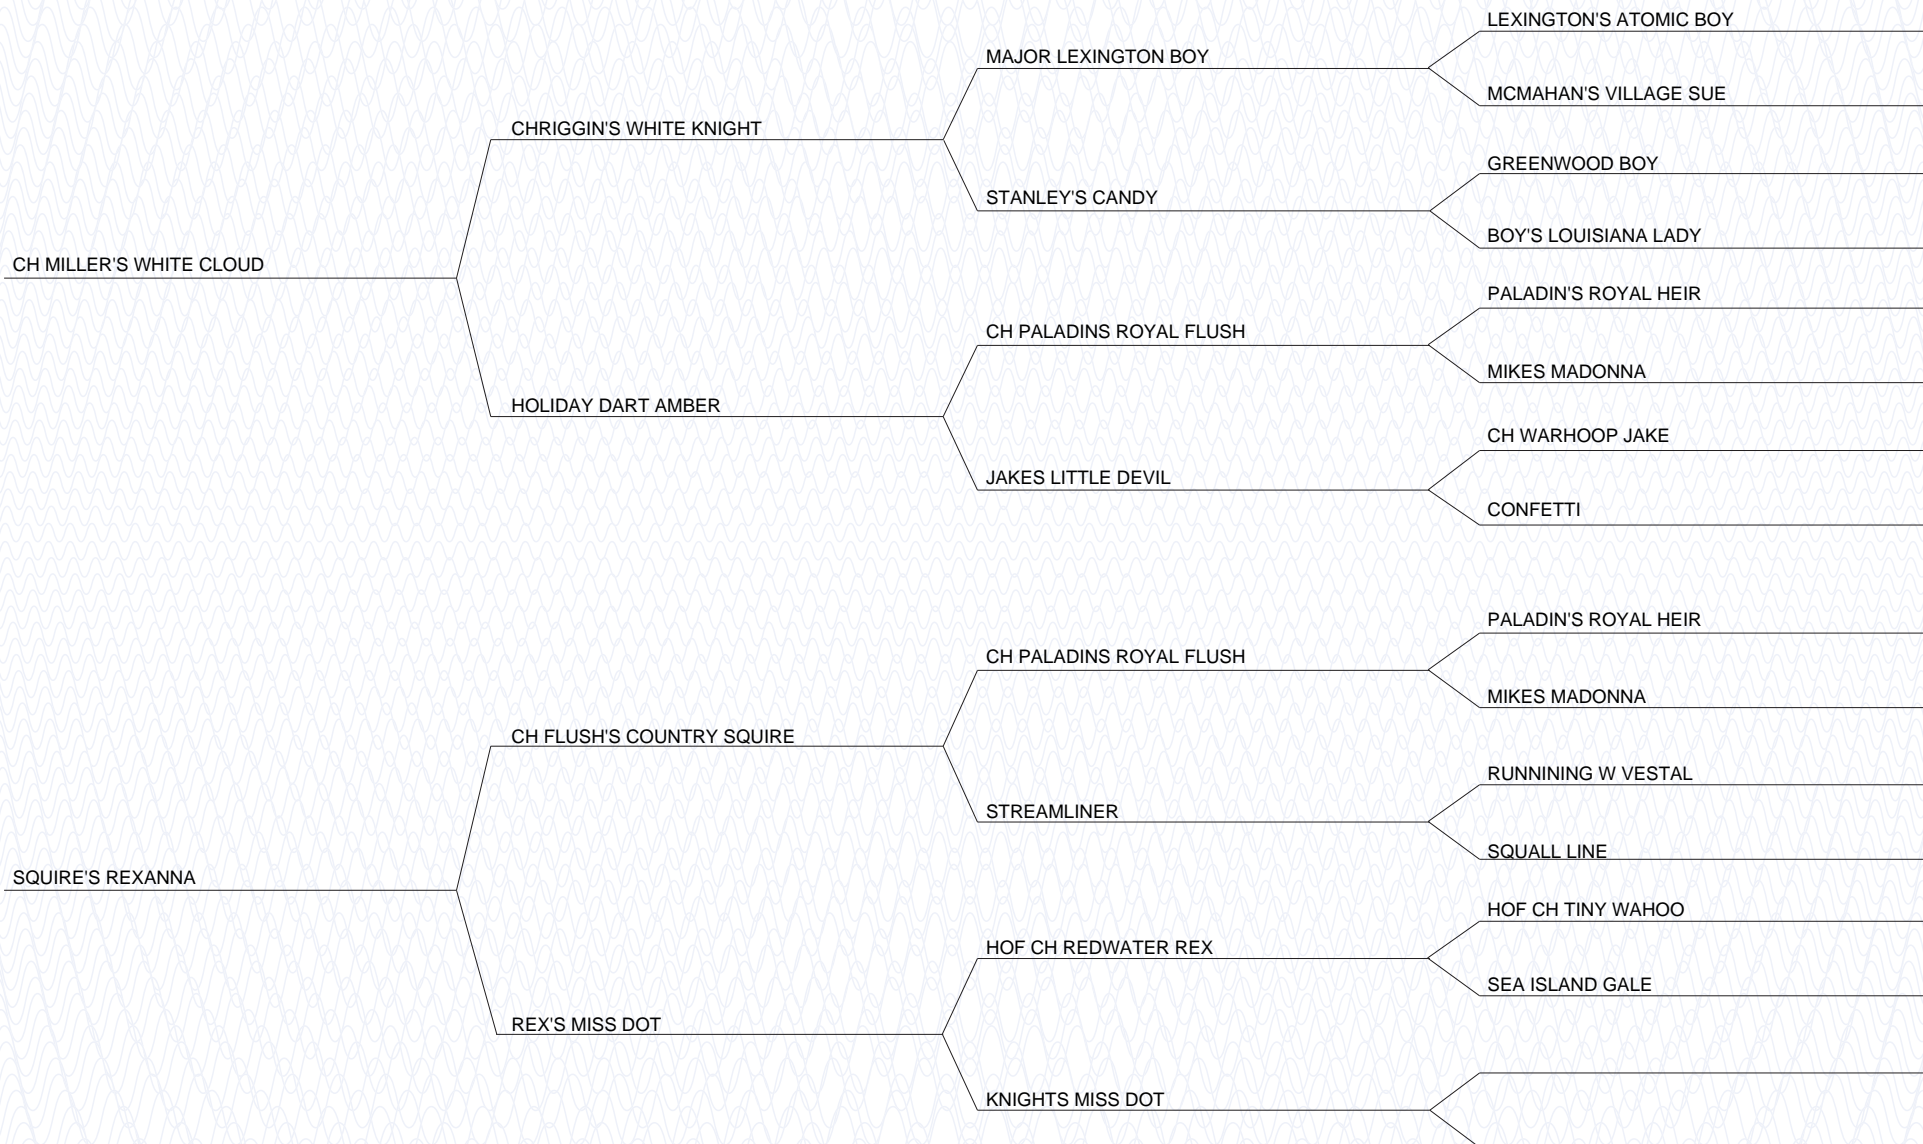 LEXINGTON'S ATOMIC BOY
MAJOR LEXINGTON BOY
MCMAHAN'S VILLAGE SUE
CHRIGGIN'S WHITE KNIGHT
GREENWOOD BOY
STANLEY'S CANDY
BOY'S LOUISIANA LADY
CH MILLER'S WHITE CLOUD
PALADIN'S ROYAL HEIR
CH PALADINS ROYAL FLUSH
MIKES MADONNA
HOLIDAY DART AMBER
CH WARHOOP JAKE
JAKES LITTLE DEVIL
CONFETTI
PALADIN'S ROYAL HEIR
CH PALADINS ROYAL FLUSH
MIKES MADONNA
CH FLUSH'S COUNTRY SQUIRE
RUNNINING W VESTAL
STREAMLINER
SQUALL LINE
SQUIRE'S REXANNA
HOF CH TINY WAHOO
HOF CH REDWATER REX
SEA ISLAND GALE
REX'S MISS DOT
KNIGHTS MISS DOT